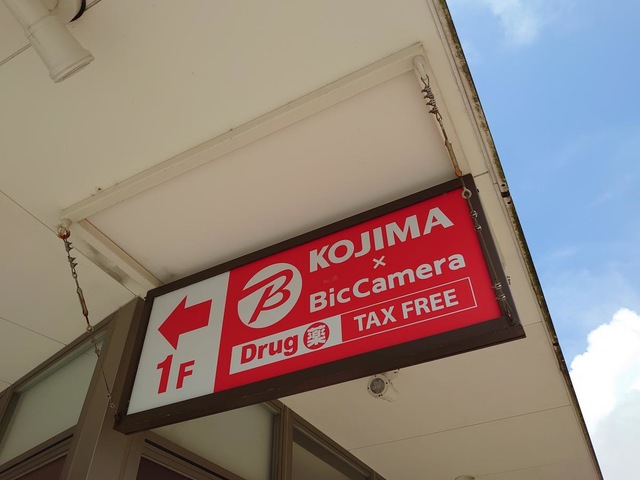 KOJIMA
×
BicCamera
Drug 薬
TAX FREE
1F